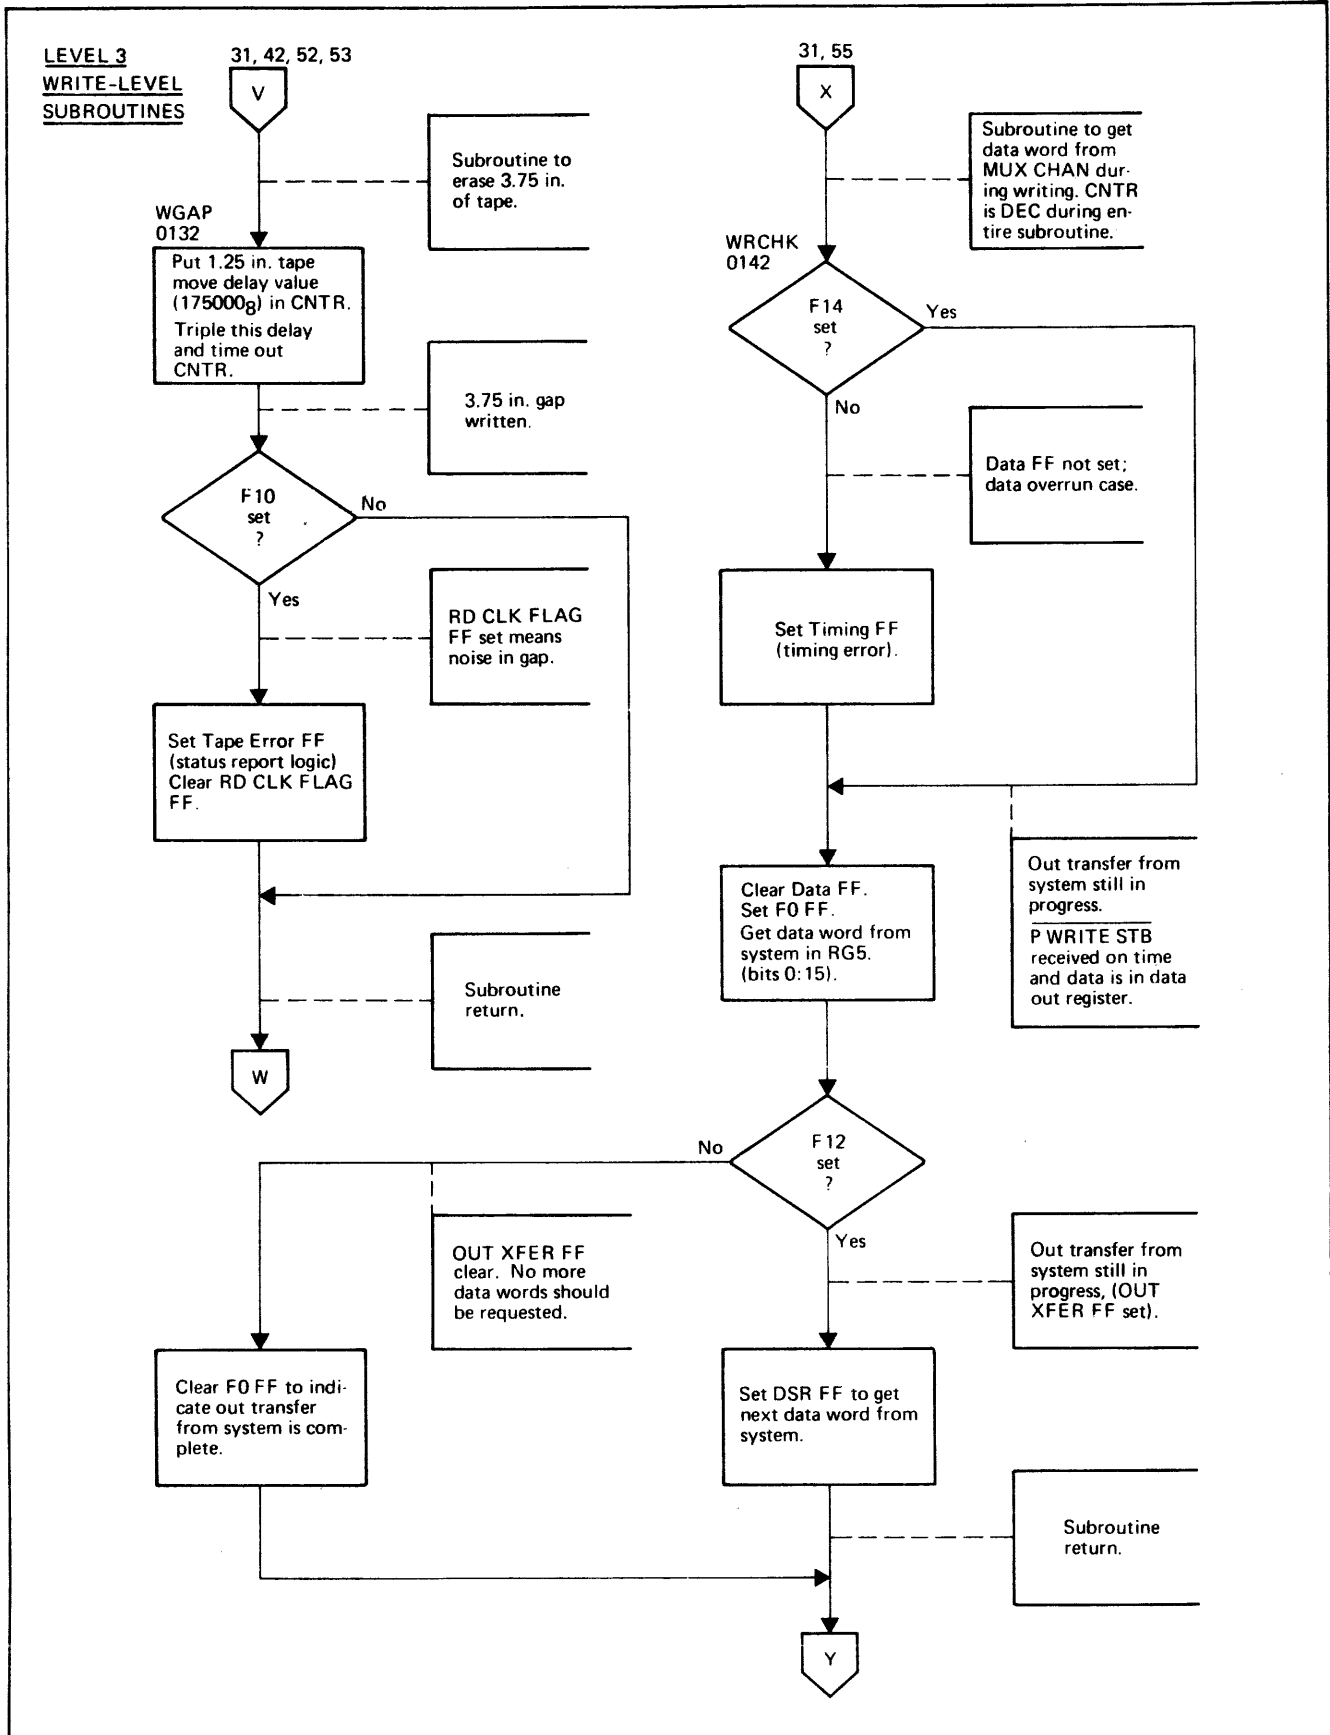 LEVEL 3
WRITE-LEVEL
SUBROUTINES
31, 42, 52, 53
V
Subroutine to
erase 3.75 in.
of tape.
WGAP
0132
Put 1.25 in. tape
move delay value
(175000₈) in CNTR.
Triple this delay
and time out
CNTR.
3.75 in. gap
written.
F10
set
?
No
Yes
RD CLK FLAG
FF set means
noise in gap.
Set Tape Error FF
(status report logic)
Clear RD CLK FLAG
FF.
Subroutine
return.
W
31, 55
X
Subroutine to get
data word from
MUX CHAN dur-
ing writing. CNTR
is DEC during en-
tire subroutine.
WRCHK
0142
F14
set
?
Yes
No
Data FF not set;
data overrun case.
Set Timing FF
(timing error).
Out transfer from
system still in
progress.
P WRITE STB
received on time
and data is in data
out register.
Clear Data FF.
Set F0 FF.
Get data word from
system in RG5.
(bits 0:15).
F12
set
?
No
Yes
OUT XFER FF
clear. No more
data words should
be requested.
Out transfer from
system still in
progress, (OUT
XFER FF set).
Clear F0 FF to indi-
cate out transfer
from system is com-
plete.
Set DSR FF to get
next data word from
system.
Subroutine
return.
Y